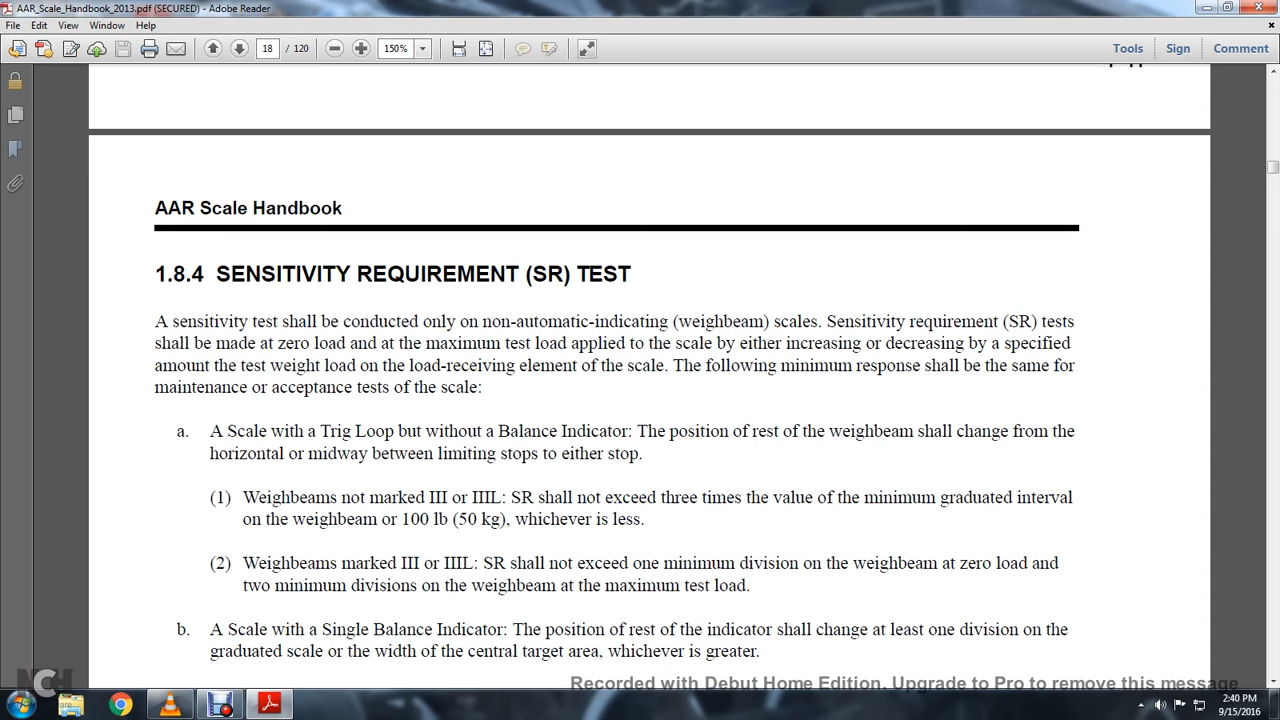 AAR_Scale_Handbook_2013.pdf (SECURED) - Adobe Reader
File Edit View Window Help
18 / 120 150% Tools Sign Comment
AAR Scale Handbook
1.8.4 SENSITIVITY REQUIREMENT (SR) TEST
A sensitivity test shall be conducted only on non-automatic-indicating (weighbeam) scales. Sensitivity requirement (SR) tests
shall be made at zero load and at the maximum test load applied to the scale by either increasing or decreasing by a specified
amount the test weight load on the load-receiving element of the scale. The following minimum response shall be the same for
maintenance or acceptance tests of the scale:
a. A Scale with a Trig Loop but without a Balance Indicator: The position of rest of the weighbeam shall change from the
horizontal or midway between limiting stops to either stop.
(1) Weighbeams not marked III or IIIL: SR shall not exceed three times the value of the minimum graduated interval
on the weighbeam or 100 lb (50 kg), whichever is less.
(2) Weighbeams marked III or IIIL: SR shall not exceed one minimum division on the weighbeam at zero load and
two minimum divisions on the weighbeam at the maximum test load.
b. A Scale with a Single Balance Indicator: The position of rest of the indicator shall change at least one division on the
graduated scale or the width of the central target area, whichever is greater.
Recorded with Debut Home Edition. Upgrade to Pro to remove this message
2:40 PM
9/15/2016